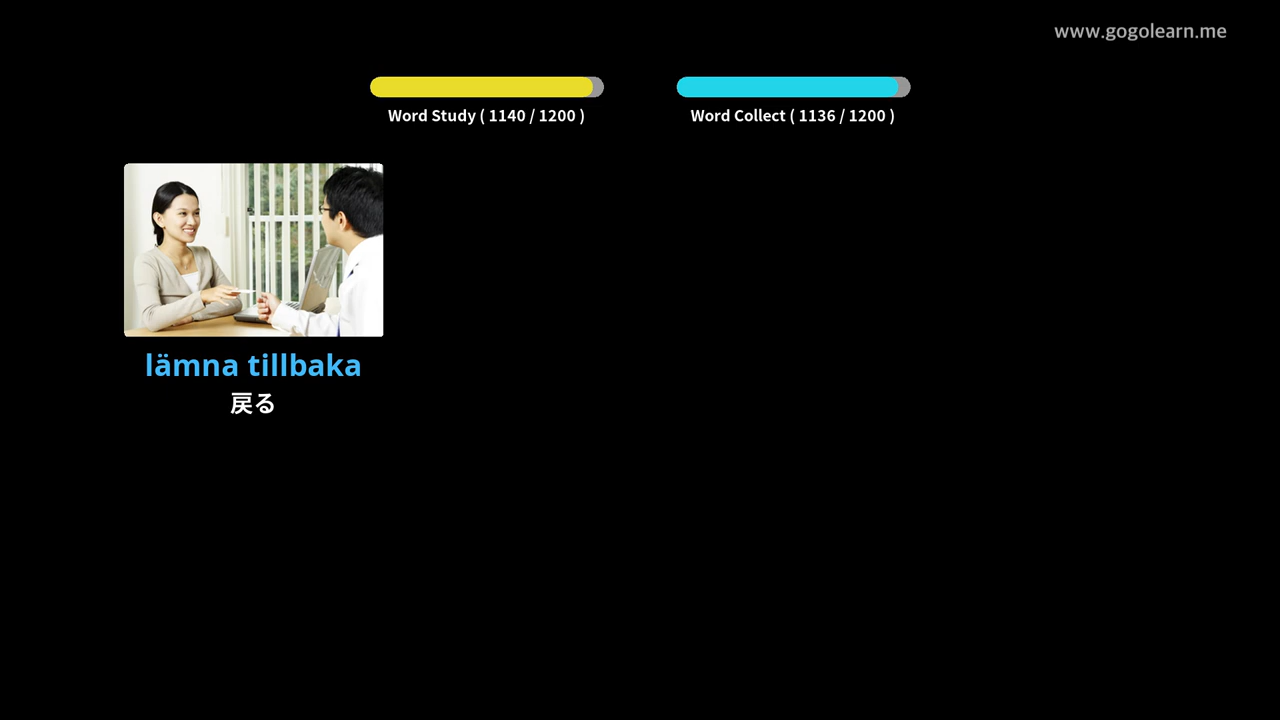 www.gogolearn.me
Word Study ( 1140 / 1200 )
Word Collect ( 1136 / 1200 )
lämna tillbaka
戻る